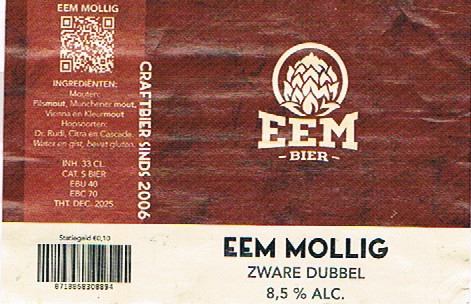 EEM MOLLIG
INGREDIËNTEN:
Mouten:
Pilsmout, Munchener mout,
Vienna en Kleurmout
Hopsoorten:
Dr. Rudi, Citra en Cascade.
Water en gist, bevat gluten.
INH. 33 CL.
CAT. S BIER
EBU 40
EBC 70
THT. DEC. 2025
CRAFTBIER SINDS 2006
EEM
- BIER -
Statiegeld €0,10
8718868308894
EEM MOLLIG
ZWARE DUBBEL
8,5 % ALC.